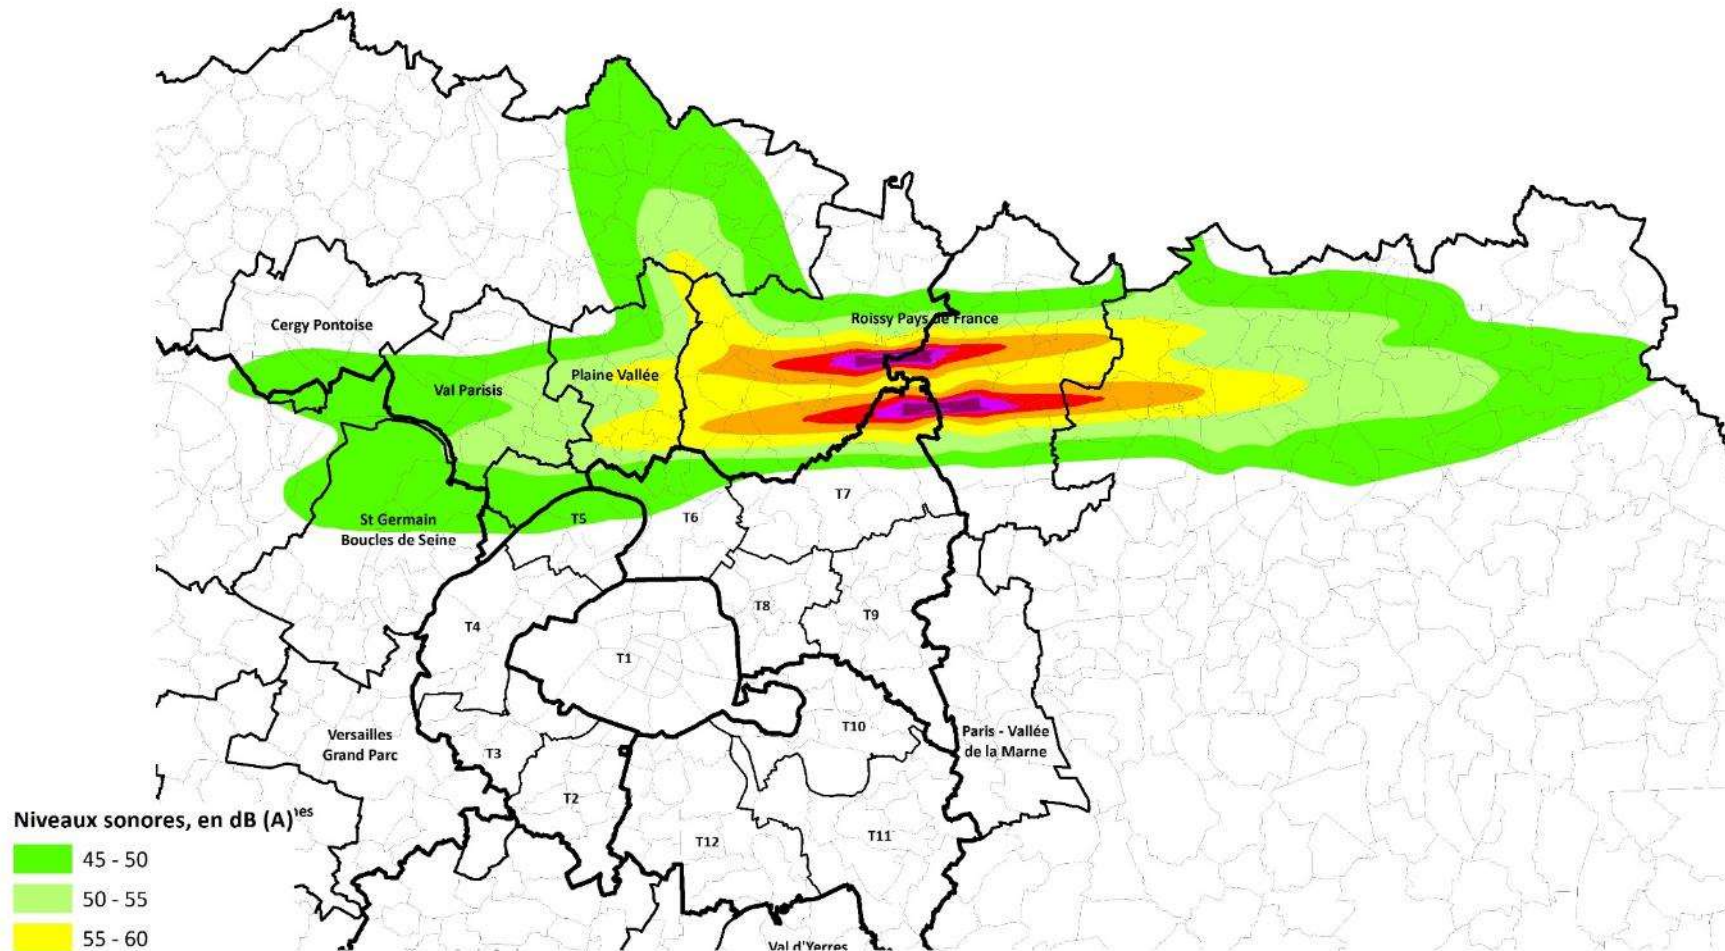 Cergy Pontoise
Roissy Pays de France
Val Parisis
Plaine Vallée
St Germain
Boucles de Seine
T5
T6
T7
T4
T1
T8
T9
Versailles
Grand Parc
T3
T2
T10
Paris - Vallée
de la Marne
T12
T11
Val d'Yerres
Niveaux sonores, en dB (A)
45 - 50
50 - 55
55 - 60